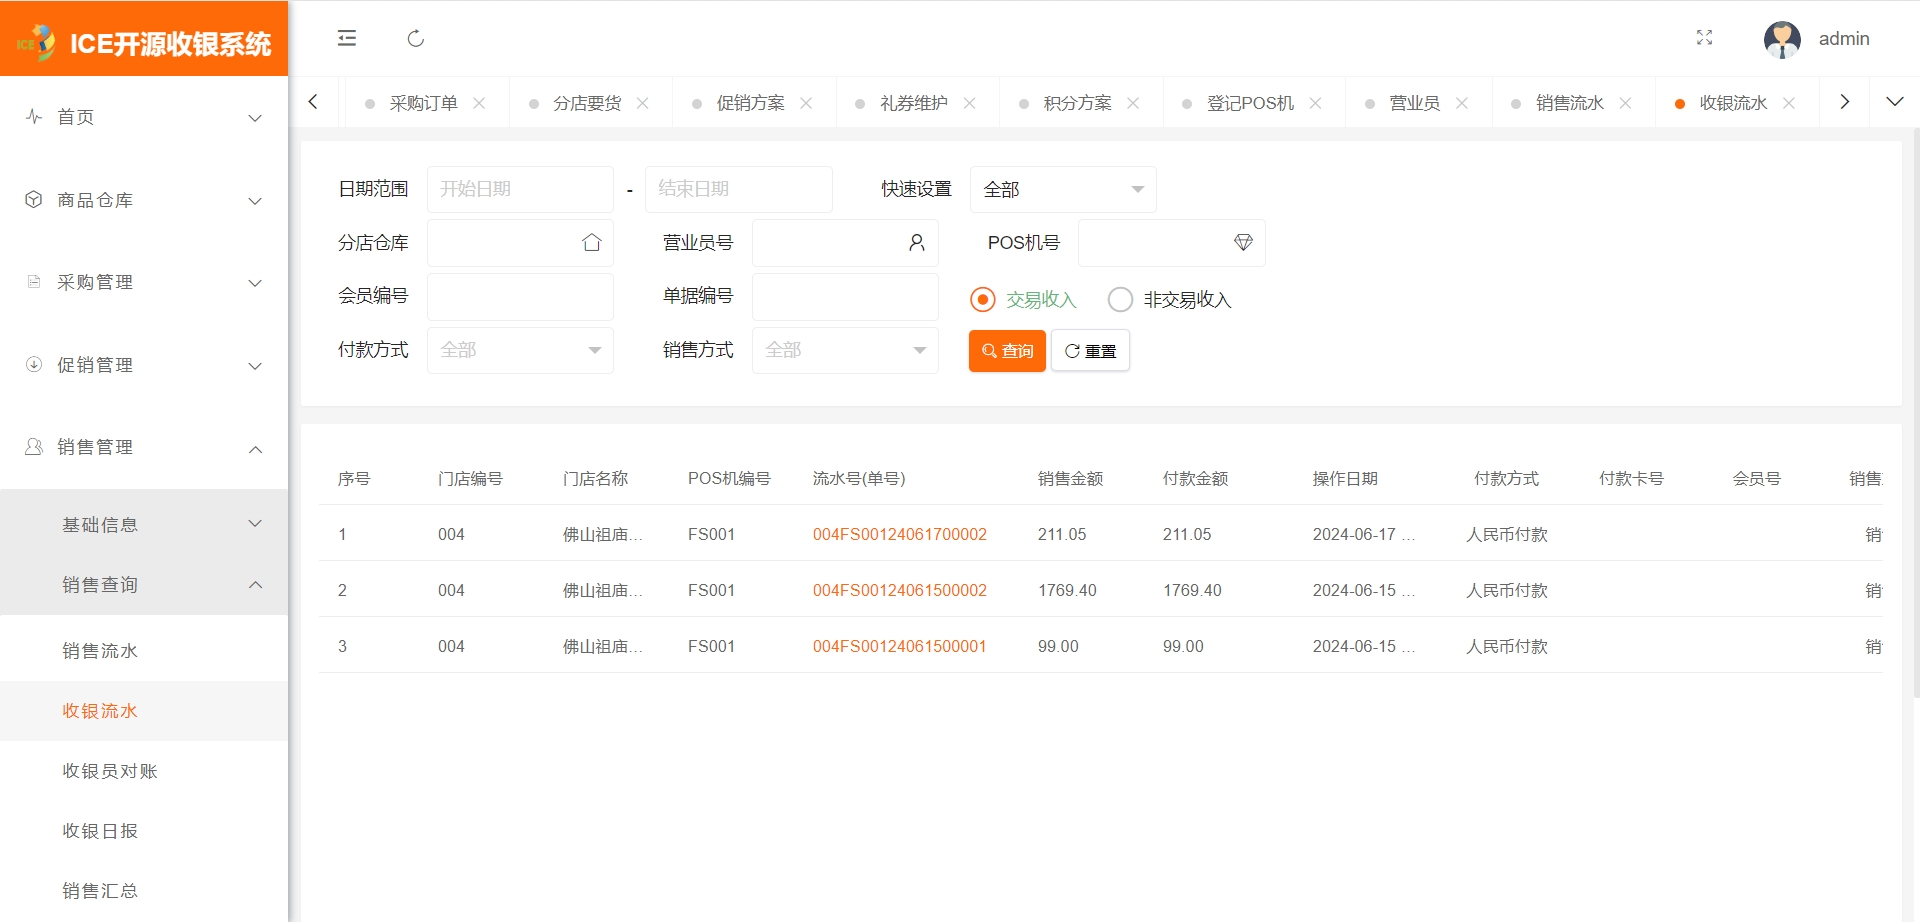 ICE开源收银系统
admin
采购订单 分店要货 促销方案 礼券维护 积分方案 登记POS机 营业员 销售流水 收银流水
首页
商品仓库
采购管理
促销管理
销售管理
基础信息
销售查询
销售流水
收银流水
收银员对账
收银日报
销售汇总
日期范围 开始日期 - 结束日期 快速设置 全部
分店仓库 营业员号 POS机号
会员编号 单据编号 交易收入 非交易收入
付款方式 全部 销售方式 全部 查询 重置
序号 门店编号 门店名称 POS机编号 流水号(单号) 销售金额 付款金额 操作日期 付款方式 付款卡号 会员号 销售
1 004 佛山祖庙... FS001 004FS00124061700002 211.05 211.05 2024-06-17 ... 人民币付款 销
2 004 佛山祖庙... FS001 004FS00124061500002 1769.40 1769.40 2024-06-15 ... 人民币付款 销
3 004 佛山祖庙... FS001 004FS00124061500001 99.00 99.00 2024-06-15 ... 人民币付款 销